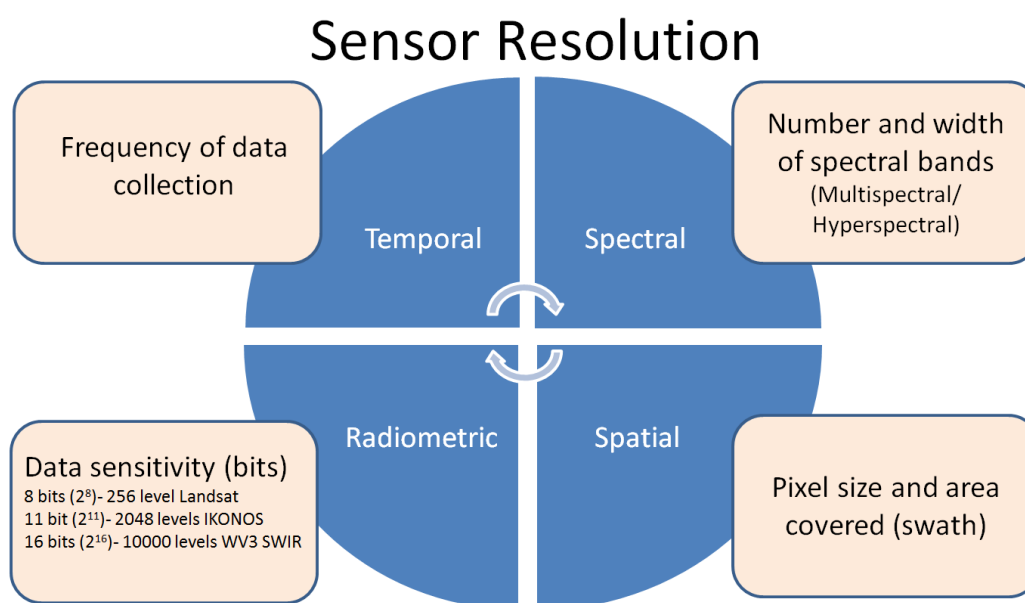 Sensor Resolution
Frequency of data
collection
Number and width
of spectral bands
(Multispectral/
Hyperspectral)
Temporal
Spectral
Radiometric
Spatial
Data sensitivity (bits)
8 bits (2⁸)- 256 level Landsat
11 bit (2¹¹)- 2048 levels IKONOS
16 bits (2¹⁶)- 10000 levels WV3 SWIR
Pixel size and area
covered (swath)